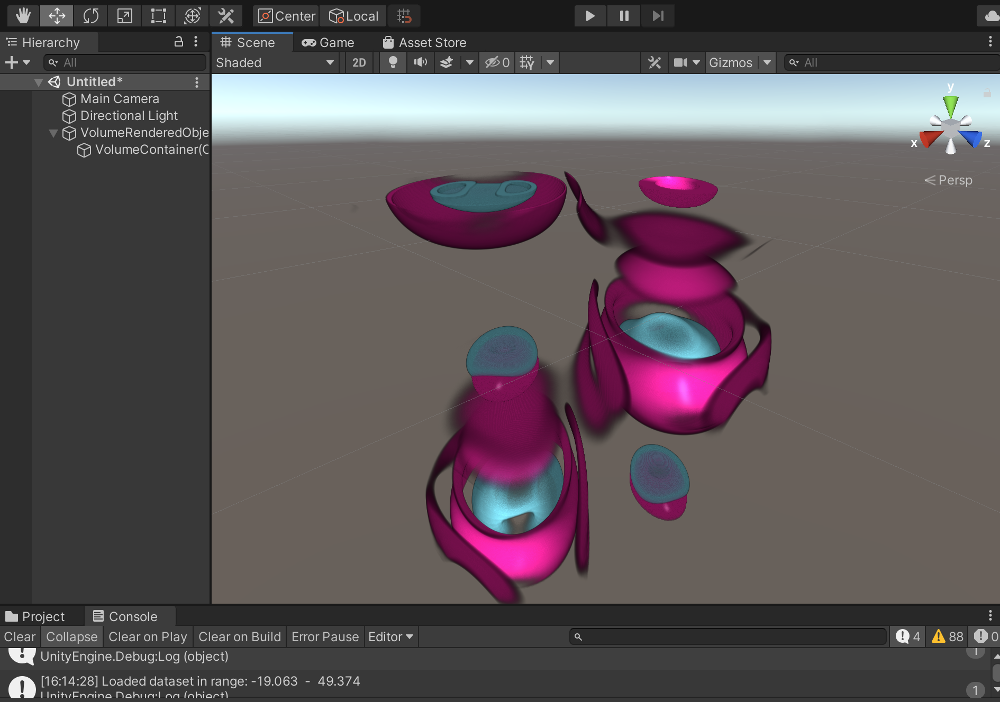 Center
Local
Hierarchy
Scene
Game
Asset Store
All
Shaded
2D
0
Gizmos
All
Untitled*
Main Camera
Directional Light
VolumeRenderedObje
VolumeContainer(C
y
x
z
Persp
Project
Console
Clear
Collapse
Clear on Play
Clear on Build
Error Pause
Editor
4
88
0
UnityEngine.Debug:Log (object)
1
[16:14:28] Loaded dataset in range: -19.063 - 49.374
UnityEngine.Debug:Log (object)
1